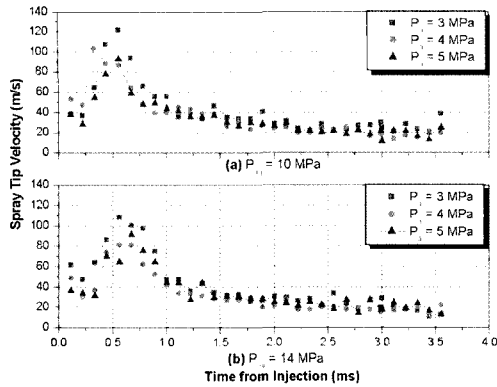 140
120
100
80
60
40
20
0
P = 3 MPa
P = 4 MPa
P = 5 MPa
(a) P = 10 MPa
Spray Tip Velocity (m/s)
140
120
100
80
60
40
20
0
P = 3 MPa
P = 4 MPa
P = 5 MPa
0.0 0.5 1.0 1.5 2.0 2.5 3.0 3.5 4.0
(b) P = 14 MPa
Time from Injection (ms)